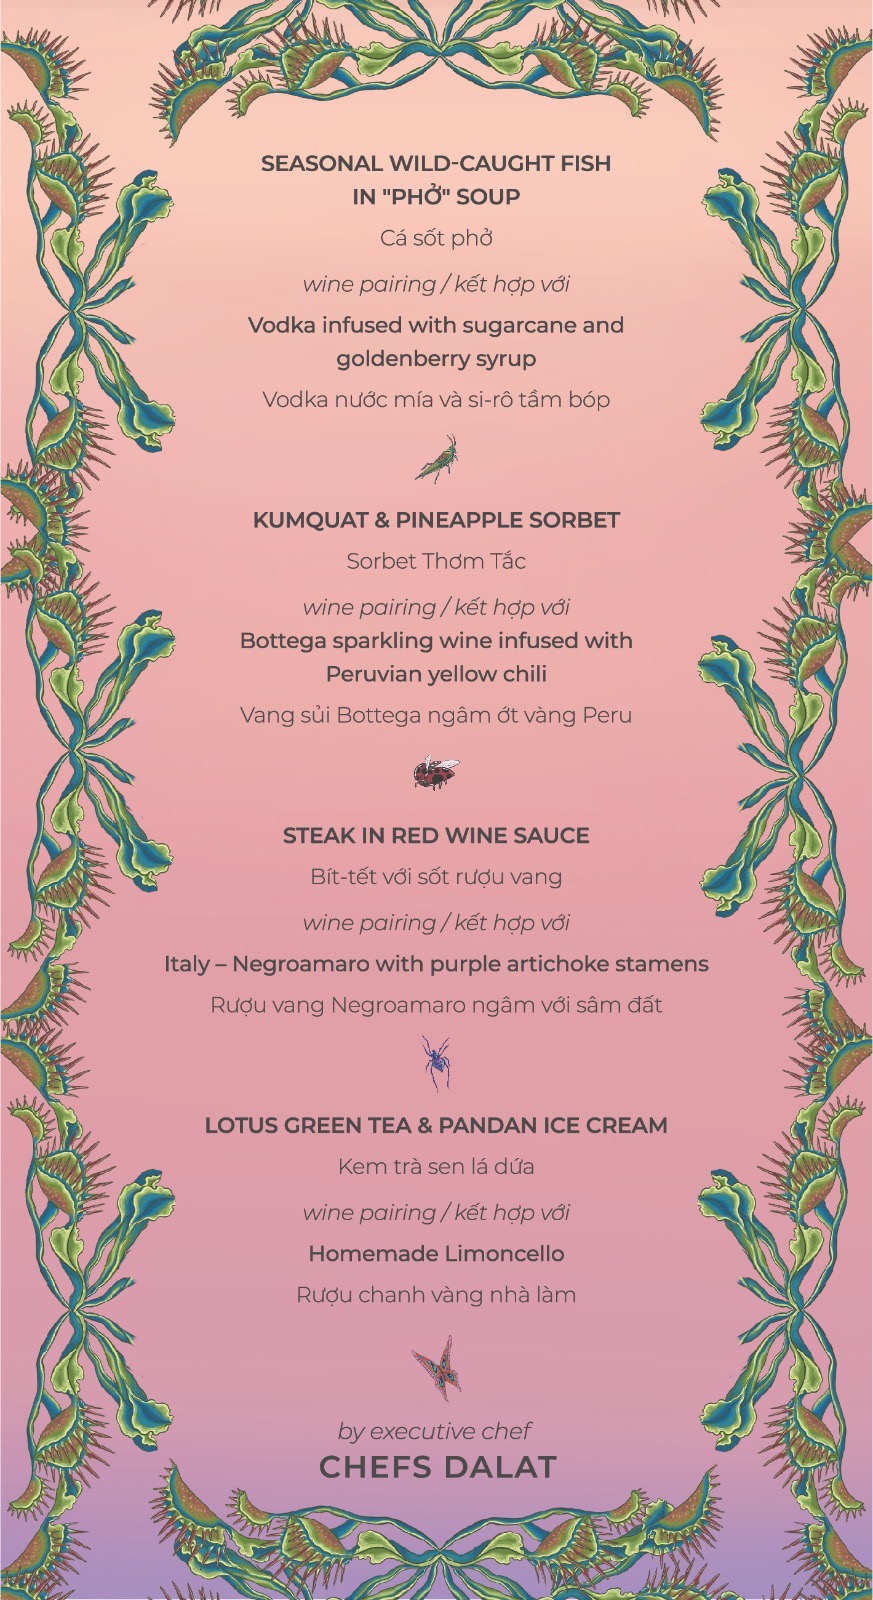 SEASONAL WILD-CAUGHT FISH
IN "PHỞ" SOUP
Cá sốt phở
wine pairing / kết hợp với
Vodka infused with sugarcane and
goldenberry syrup
Vodka nước mía và si-rô tầm bóp
KUMQUAT & PINEAPPLE SORBET
Sorbet Thơm Tắc
wine pairing / kết hợp với
Bottega sparkling wine infused with
Peruvian yellow chili
Vang sủi Bottega ngâm ớt vàng Peru
STEAK IN RED WINE SAUCE
Bít-tết với sốt rượu vang
wine pairing / kết hợp với
Italy – Negroamaro with purple artichoke stamens
Rượu vang Negroamaro ngâm với sâm đất
LOTUS GREEN TEA & PANDAN ICE CREAM
Kem trà sen lá dứa
wine pairing / kết hợp với
Homemade Limoncello
Rượu chanh vàng nhà làm
by executive chef
CHEFS DALAT